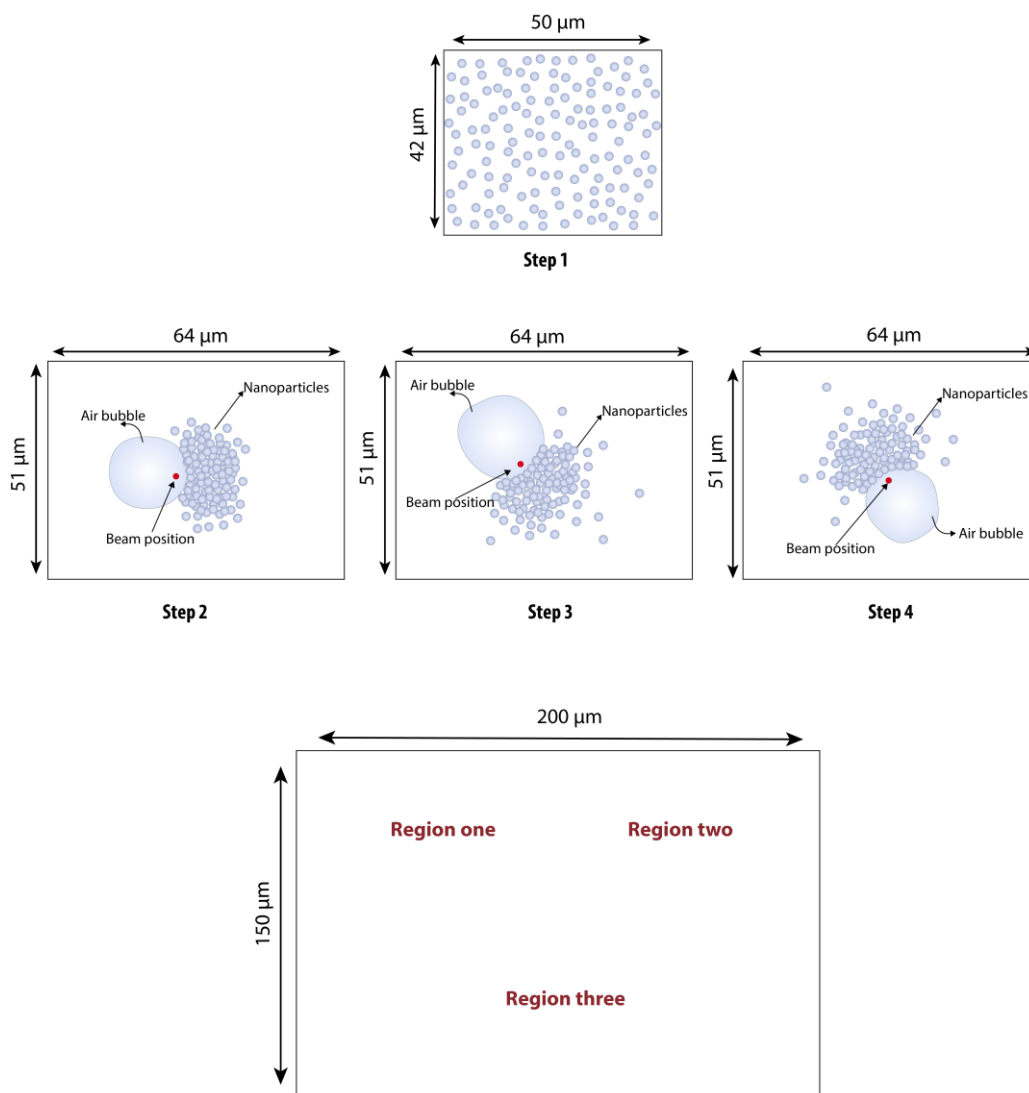 50 µm
42 µm
Step 1
64 µm
51 µm
Nanoparticles
Air bubble
Beam position
Step 2
64 µm
51 µm
Air bubble
Nanoparticles
Beam position
Step 3
64 µm
51 µm
Nanoparticles
Beam position
Air bubble
Step 4
200 µm
150 µm
Region one
Region two
Region three